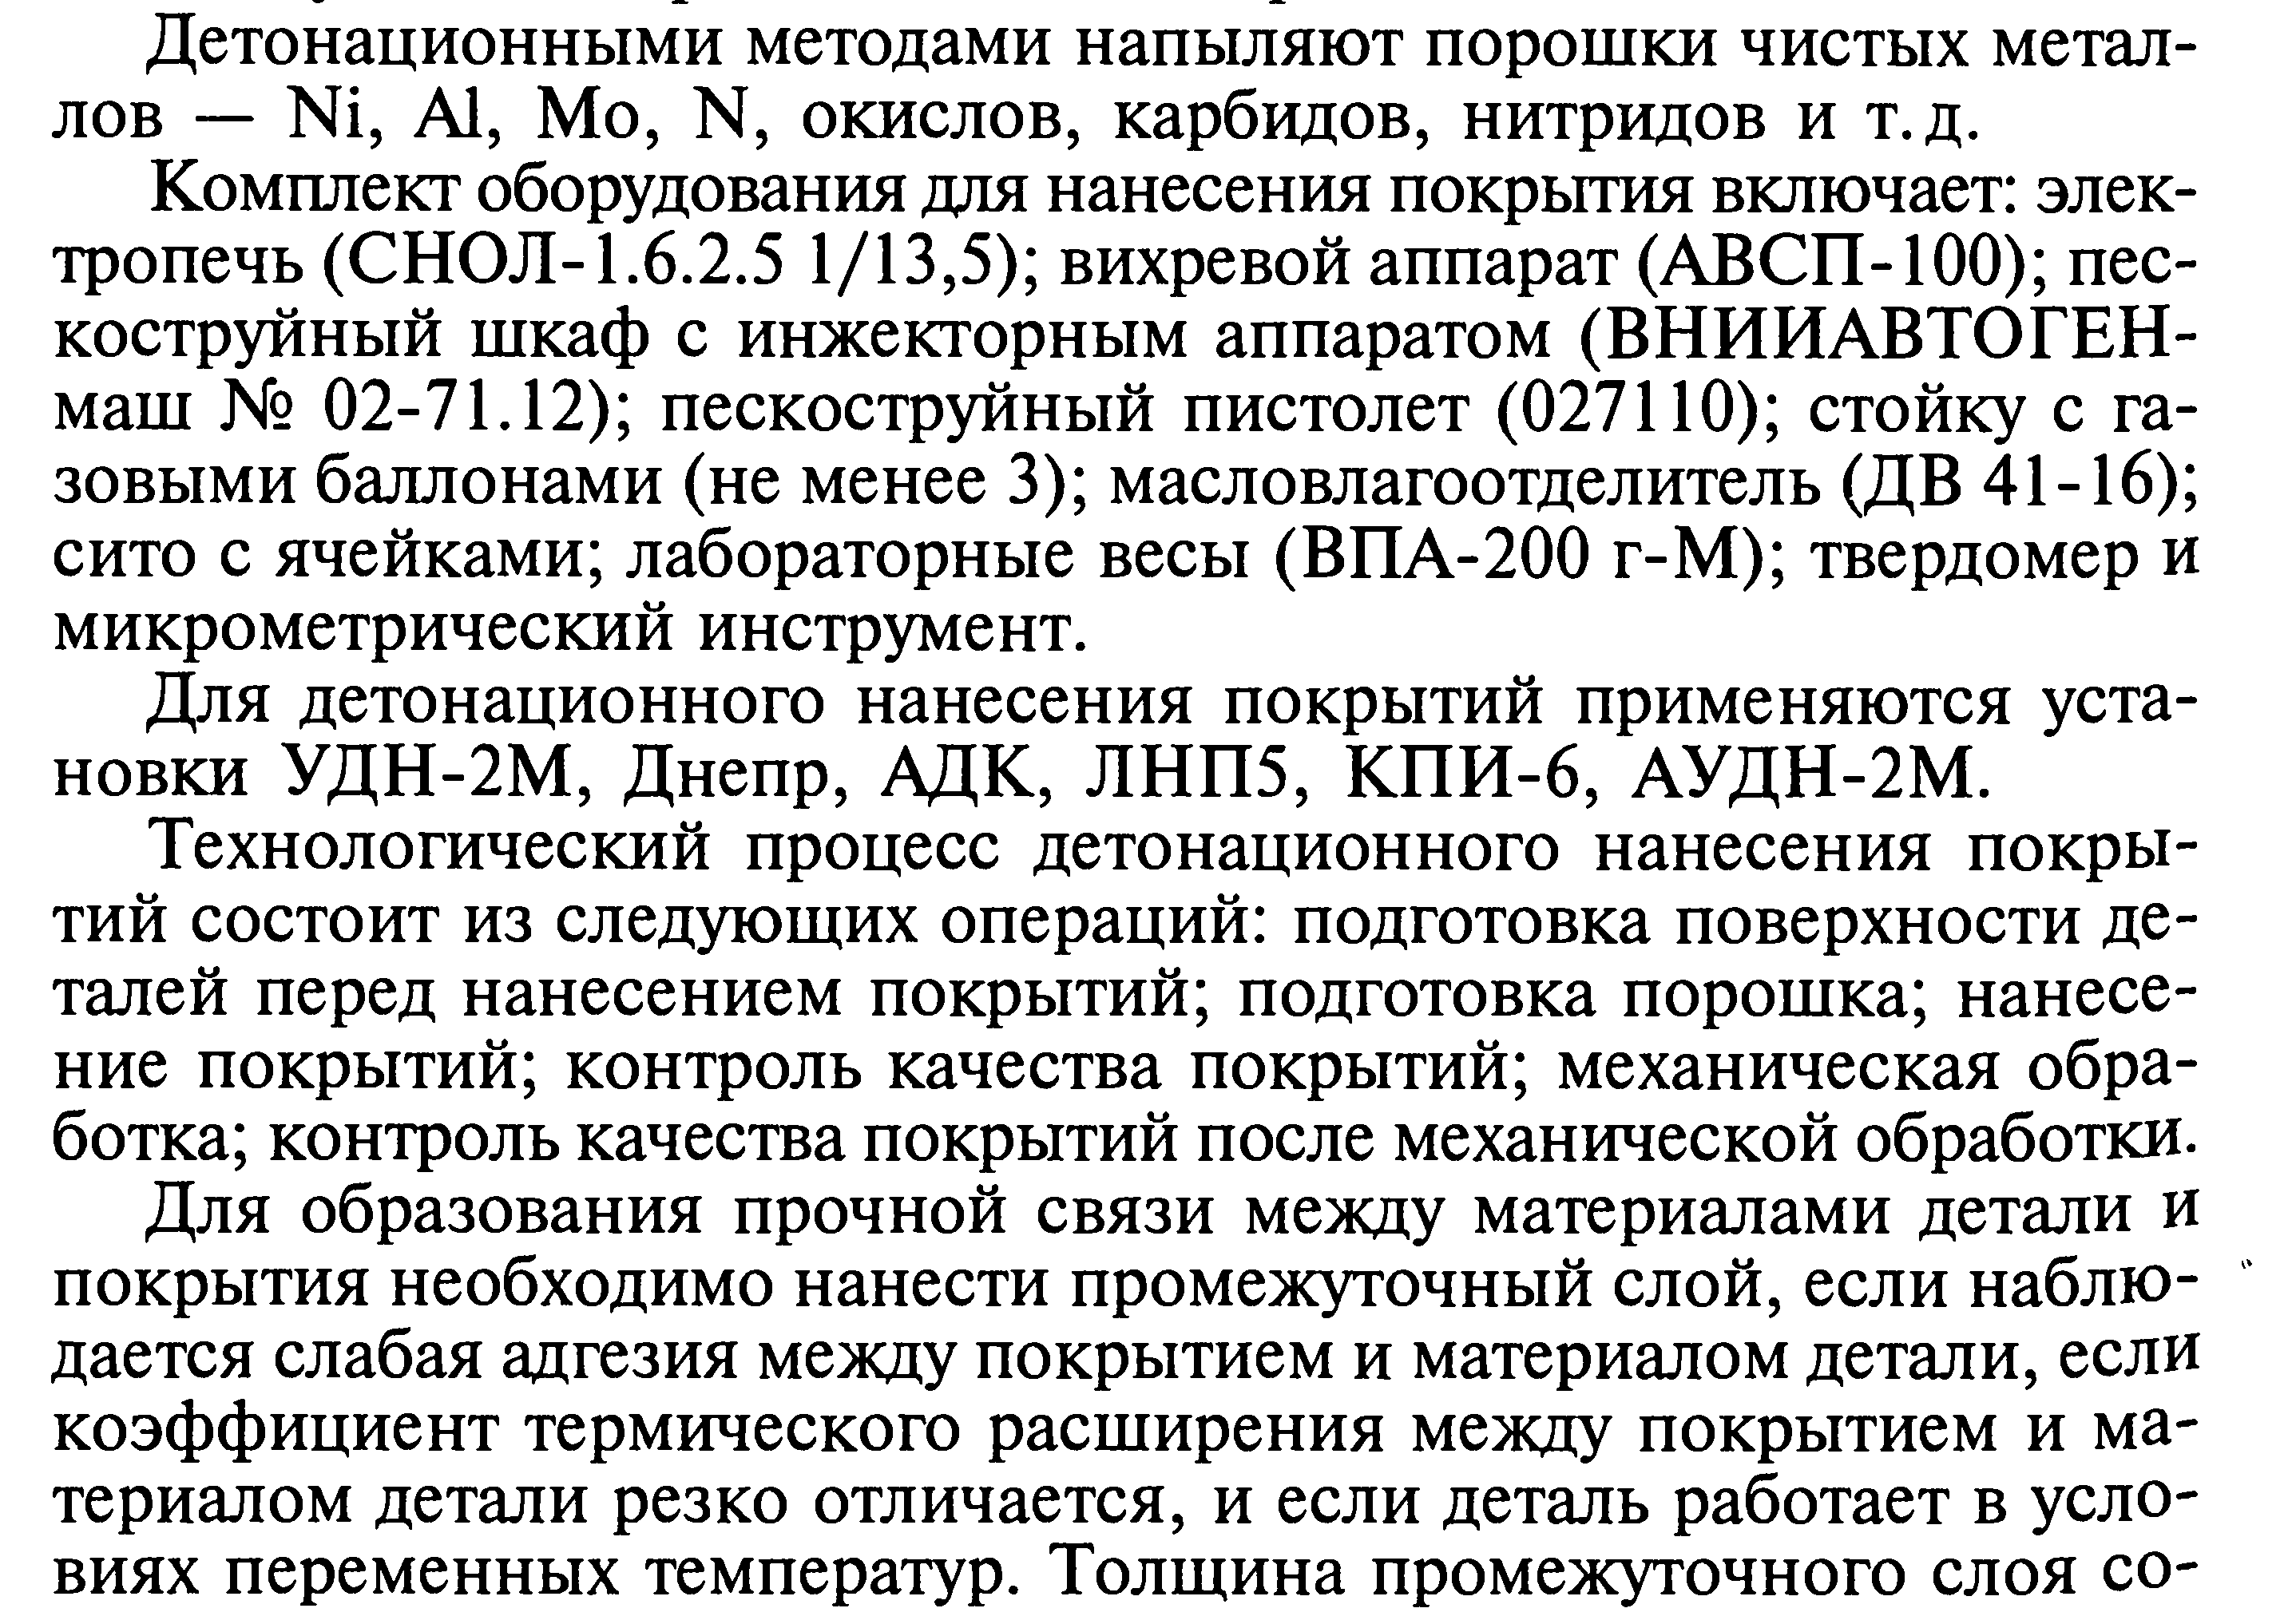 Детонационными методами напыляют порошки чистых метал-
лов — Ni, Al, Mo, N, окислов, карбидов, нитридов и т. д.
Комплект оборудования для нанесения покрытия включает: элек-
тропечь (СНОЛ-1.6.2.5 1/13,5); вихревой аппарат (АВСП-100); пес-
коструйный шкаф с инжекторным аппаратом (ВНИИАВТОГЕН-
маш № 02-71.12); пескоструйный пистолет (027110); стойку с га-
зовыми баллонами (не менее 3); масловлагоотделитель (ДВ 41-16);
сито с ячейками; лабораторные весы (ВПА-200 г-М); твердомер и
микрометрический инструмент.
Для детонационного нанесения покрытий применяются уста-
новки УДН-2М, Днепр, АДК, ЛНП5, КПИ-6, АУДН-2М.
Технологический процесс детонационного нанесения покры-
тий состоит из следующих операций: подготовка поверхности де-
талей перед нанесением покрытий; подготовка порошка; нанесе-
ние покрытий; контроль качества покрытий; механическая обра-
ботка; контроль качества покрытий после механической обработки.
Для образования прочной связи между материалами детали и
покрытия необходимо нанести промежуточный слой, если наблю-
дается слабая адгезия между покрытием и материалом детали, если
коэффициент термического расширения между покрытием и ма-
териалом детали резко отличается, и если деталь работает в усло-
виях переменных температур. Толщина промежуточного слоя со-